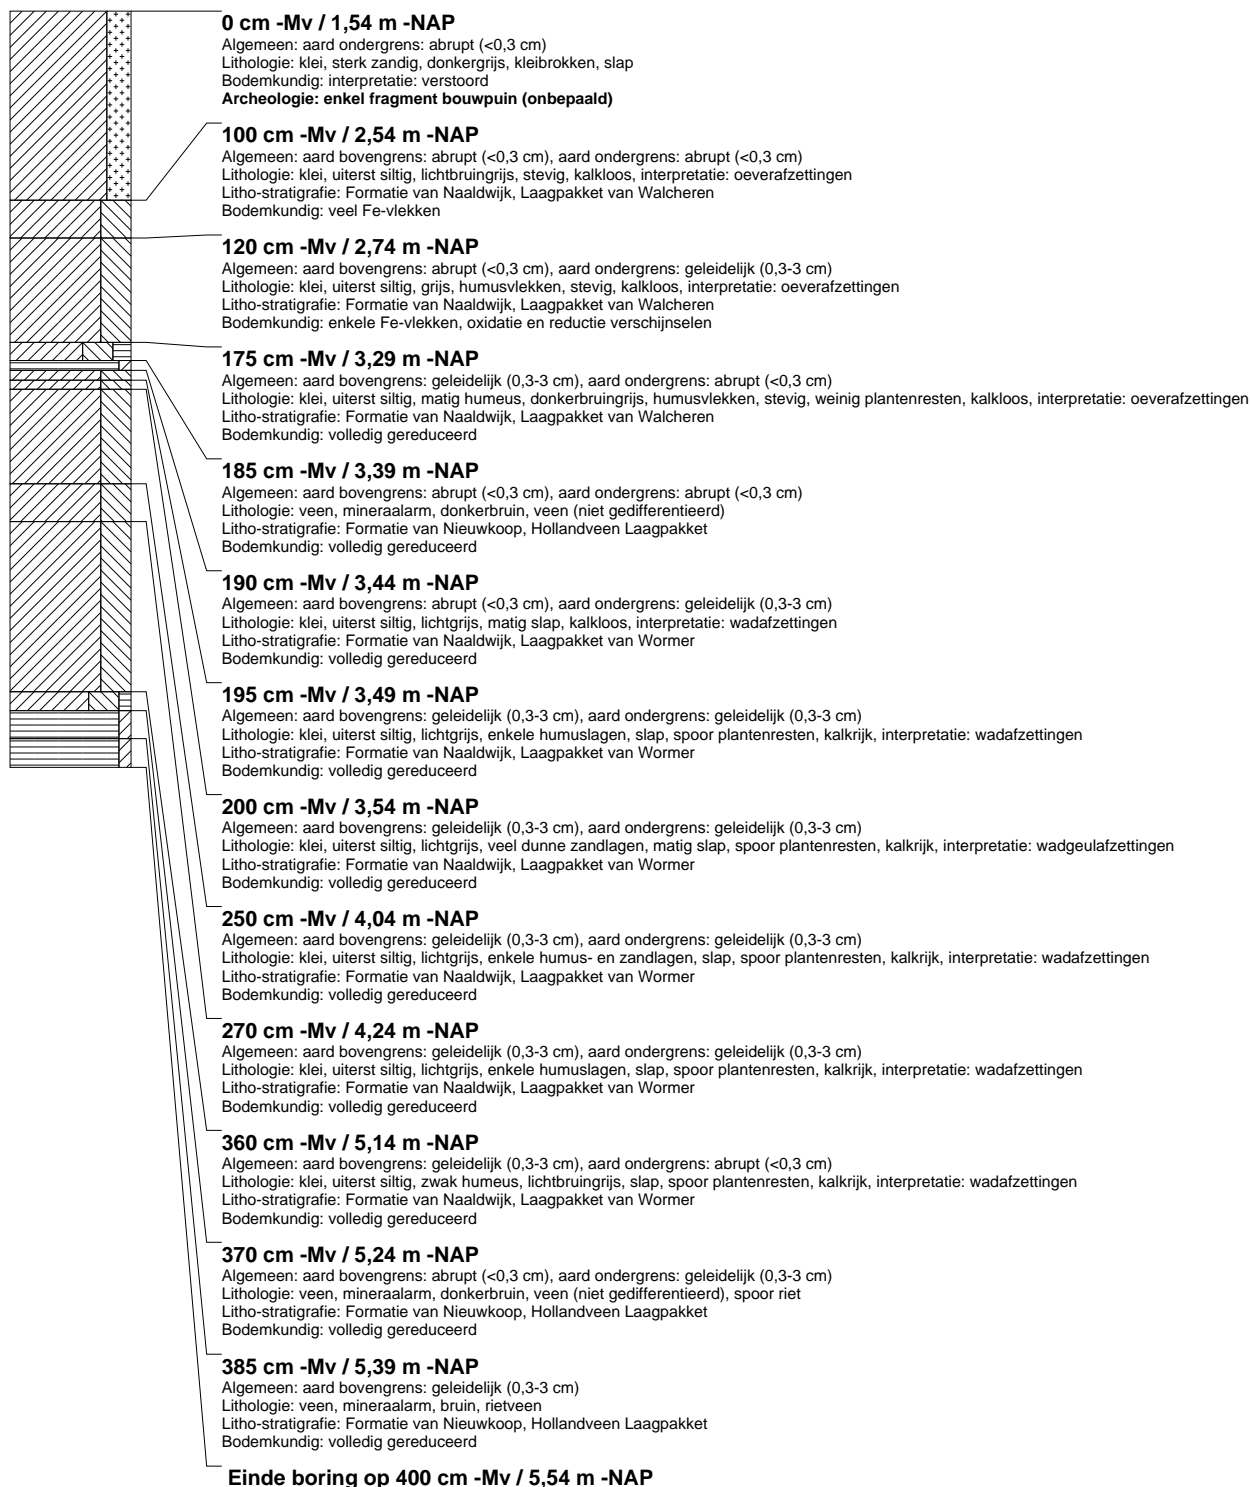 0 cm -Mv / 1,54 m -NAP
Algemeen: aard ondergrens: abrupt (<0,3 cm)
Lithologie: klei, sterk zandig, donkergrijs, kleibrokken, slap
Bodemkundig: interpretatie: verstoord
Archeologie: enkel fragment bouwpuin (onbepaald)
100 cm -Mv / 2,54 m -NAP
Algemeen: aard bovengrens: abrupt (<0,3 cm), aard ondergrens: abrupt (<0,3 cm)
Lithologie: klei, uiterst siltig, lichtbruingrijs, stevig, kalkloos, interpretatie: oeverafzettingen
Litho-stratigrafie: Formatie van Naaldwijk, Laagpakket van Walcheren
Bodemkundig: veel Fe-vlekken
120 cm -Mv / 2,74 m -NAP
Algemeen: aard bovengrens: abrupt (<0,3 cm), aard ondergrens: geleidelijk (0,3-3 cm)
Lithologie: klei, uiterst siltig, grijs, humusvlekken, stevig, kalkloos, interpretatie: oeverafzettingen
Litho-stratigrafie: Formatie van Naaldwijk, Laagpakket van Walcheren
Bodemkundig: enkele Fe-vlekken, oxidatie en reductie verschijnselen
175 cm -Mv / 3,29 m -NAP
Algemeen: aard bovengrens: geleidelijk (0,3-3 cm), aard ondergrens: abrupt (<0,3 cm)
Lithologie: klei, uiterst siltig, matig humeus, donkerbruingrijs, humusvlekken, stevig, weinig plantenresten, kalkloos, interpretatie: oeverafzettingen
Litho-stratigrafie: Formatie van Naaldwijk, Laagpakket van Walcheren
Bodemkundig: volledig gereduceerd
185 cm -Mv / 3,39 m -NAP
Algemeen: aard bovengrens: abrupt (<0,3 cm), aard ondergrens: abrupt (<0,3 cm)
Lithologie: veen, mineraalarm, donkerbruin, veen (niet gedifferentieerd)
Litho-stratigrafie: Formatie van Nieuwkoop, Hollandveen Laagpakket
Bodemkundig: volledig gereduceerd
190 cm -Mv / 3,44 m -NAP
Algemeen: aard bovengrens: abrupt (<0,3 cm), aard ondergrens: geleidelijk (0,3-3 cm)
Lithologie: klei, uiterst siltig, lichtgrijs, matig slap, kalkloos, interpretatie: wadafzettingen
Litho-stratigrafie: Formatie van Naaldwijk, Laagpakket van Wormer
Bodemkundig: volledig gereduceerd
195 cm -Mv / 3,49 m -NAP
Algemeen: aard bovengrens: geleidelijk (0,3-3 cm), aard ondergrens: geleidelijk (0,3-3 cm)
Lithologie: klei, uiterst siltig, lichtgrijs, enkele humuslagen, slap, spoor plantenresten, kalkrijk, interpretatie: wadafzettingen
Litho-stratigrafie: Formatie van Naaldwijk, Laagpakket van Wormer
Bodemkundig: volledig gereduceerd
200 cm -Mv / 3,54 m -NAP
Algemeen: aard bovengrens: geleidelijk (0,3-3 cm), aard ondergrens: geleidelijk (0,3-3 cm)
Lithologie: klei, uiterst siltig, lichtgrijs, veel dunne zandlagen, matig slap, spoor plantenresten, kalkrijk, interpretatie: wadgeulafzettingen
Litho-stratigrafie: Formatie van Naaldwijk, Laagpakket van Wormer
Bodemkundig: volledig gereduceerd
250 cm -Mv / 4,04 m -NAP
Algemeen: aard bovengrens: geleidelijk (0,3-3 cm), aard ondergrens: geleidelijk (0,3-3 cm)
Lithologie: klei, uiterst siltig, lichtgrijs, enkele humus- en zandlagen, slap, spoor plantenresten, kalkrijk, interpretatie: wadafzettingen
Litho-stratigrafie: Formatie van Naaldwijk, Laagpakket van Wormer
Bodemkundig: volledig gereduceerd
270 cm -Mv / 4,24 m -NAP
Algemeen: aard bovengrens: geleidelijk (0,3-3 cm), aard ondergrens: geleidelijk (0,3-3 cm)
Lithologie: klei, uiterst siltig, lichtgrijs, enkele humuslagen, slap, spoor plantenresten, kalkrijk, interpretatie: wadafzettingen
Litho-stratigrafie: Formatie van Naaldwijk, Laagpakket van Wormer
Bodemkundig: volledig gereduceerd
360 cm -Mv / 5,14 m -NAP
Algemeen: aard bovengrens: geleidelijk (0,3-3 cm), aard ondergrens: abrupt (<0,3 cm)
Lithologie: klei, uiterst siltig, zwak humeus, lichtbruingrijs, slap, spoor plantenresten, kalkrijk, interpretatie: wadafzettingen
Litho-stratigrafie: Formatie van Naaldwijk, Laagpakket van Wormer
Bodemkundig: volledig gereduceerd
370 cm -Mv / 5,24 m -NAP
Algemeen: aard bovengrens: abrupt (<0,3 cm), aard ondergrens: geleidelijk (0,3-3 cm)
Lithologie: veen, mineraalarm, donkerbruin, veen (niet gedifferentieerd), spoor riet
Litho-stratigrafie: Formatie van Nieuwkoop, Hollandveen Laagpakket
Bodemkundig: volledig gereduceerd
385 cm -Mv / 5,39 m -NAP
Algemeen: aard bovengrens: geleidelijk (0,3-3 cm)
Lithologie: veen, mineraalarm, bruin, rietveen
Litho-stratigrafie: Formatie van Nieuwkoop, Hollandveen Laagpakket
Bodemkundig: volledig gereduceerd
Einde boring op 400 cm -Mv / 5,54 m -NAP